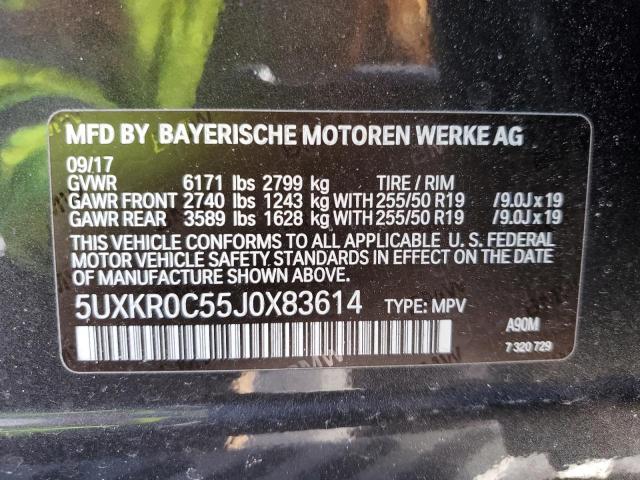 MFD BY BAYERISCHE MOTOREN WERKE AG
09/17
GVWR 6171 lbs 2799 kg TIRE / RIM
GAWR FRONT 2740 lbs 1243 kg WITH 255/50 R19 /9.0J x 19
GAWR REAR 3589 lbs 1628 kg WITH 255/50 R19 /9.0J x 19
THIS VEHICLE CONFORMS TO ALL APPLICABLE U. S. FEDERAL
MOTOR VEHICLE SAFETY STANDARDS IN EFFECT ON THE DATE
OF MANUFACTURE SHOWN ABOVE.
5UXKR0C55J0X83614 TYPE: MPV
A90M
7 320 729